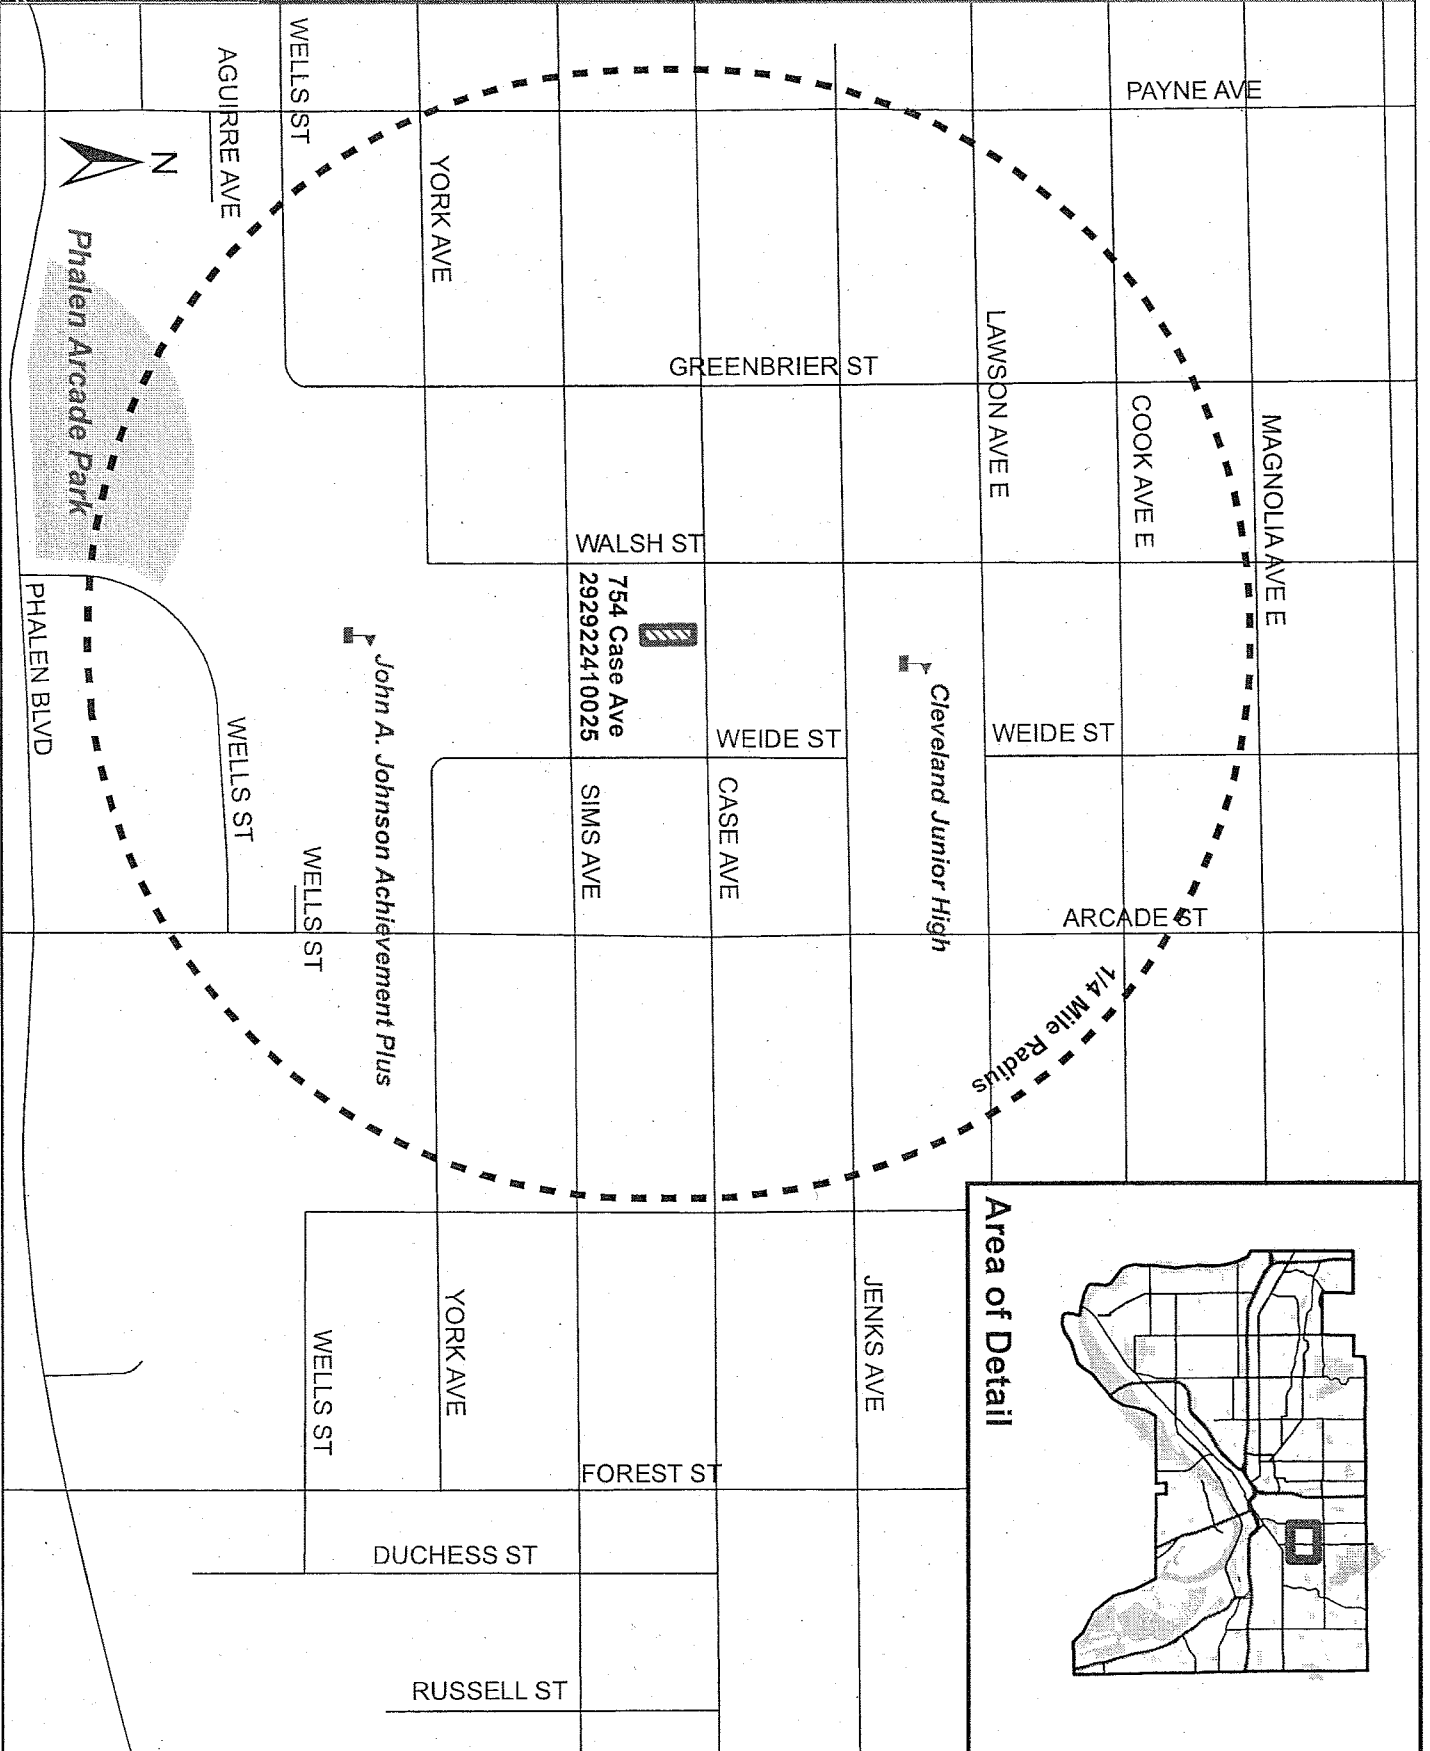 PAYNE AVE
WELLS ST
AGUIRRE AVE
N
YORK AVE
Phalen Arcade Park
GREENBRIER ST
LAWSON AVE E
COOK AVE E
MAGNOLIA AVE E
WALSH ST
754 Case Ave
292922410025
PHALEN BLVD
John A. Johnson Achievement Plus
Cleveland Junior High
WEIDE ST
WEIDE ST
WELLS ST
SIMS AVE
CASE AVE
WELLS ST
ARCADE ST
1/4 Mile Radius
Area of Detail
JENKS AVE
YORK AVE
WELLS ST
FOREST ST
DUCHESS ST
RUSSELL ST